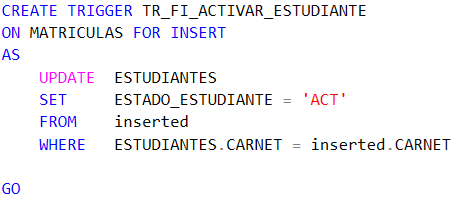 CREATE TRIGGER TR_FI_ACTIVAR_ESTUDIANTE
ON MATRICULAS FOR INSERT
AS
UPDATE ESTUDIANTES
SET ESTADO_ESTUDIANTE = 'ACT'
FROM inserted
WHERE ESTUDIANTES.CARNET = inserted.CARNET
GO